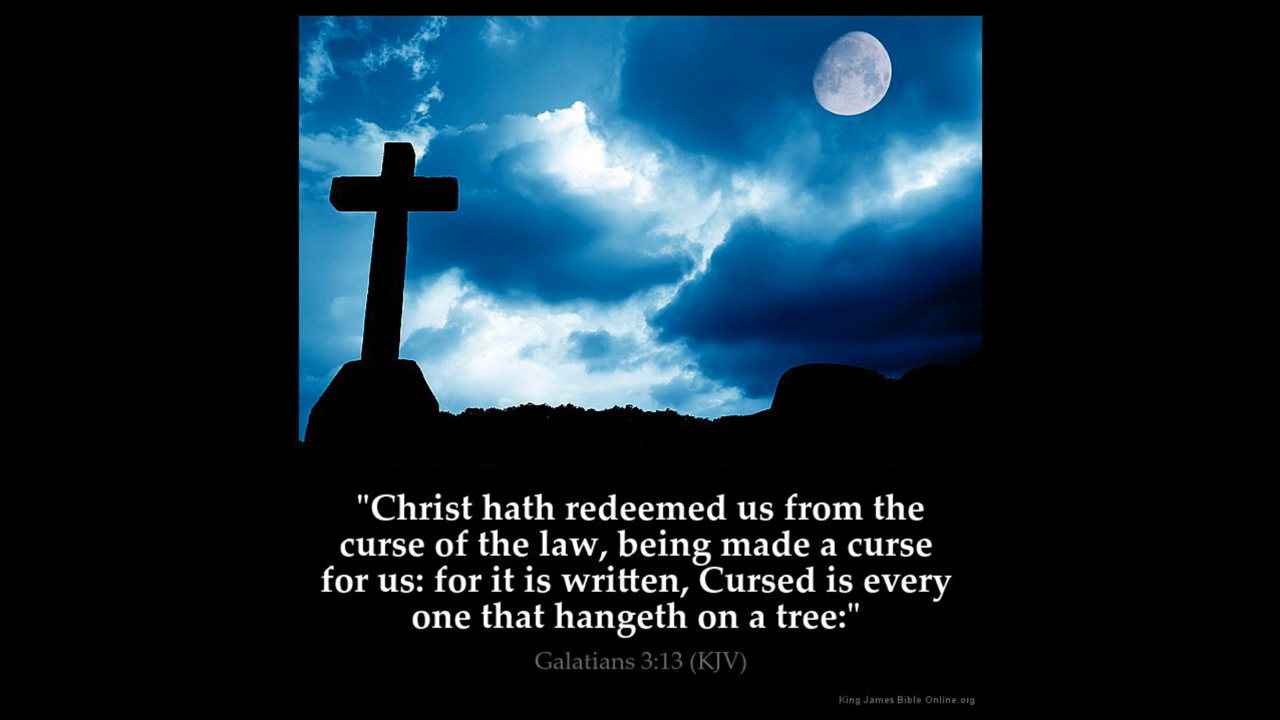 "Christ hath redeemed us from the
curse of the law, being made a curse
for us: for it is written, Cursed is every
one that hangeth on a tree:"
Galatians 3:13 (KJV)
King James Bible Online.org